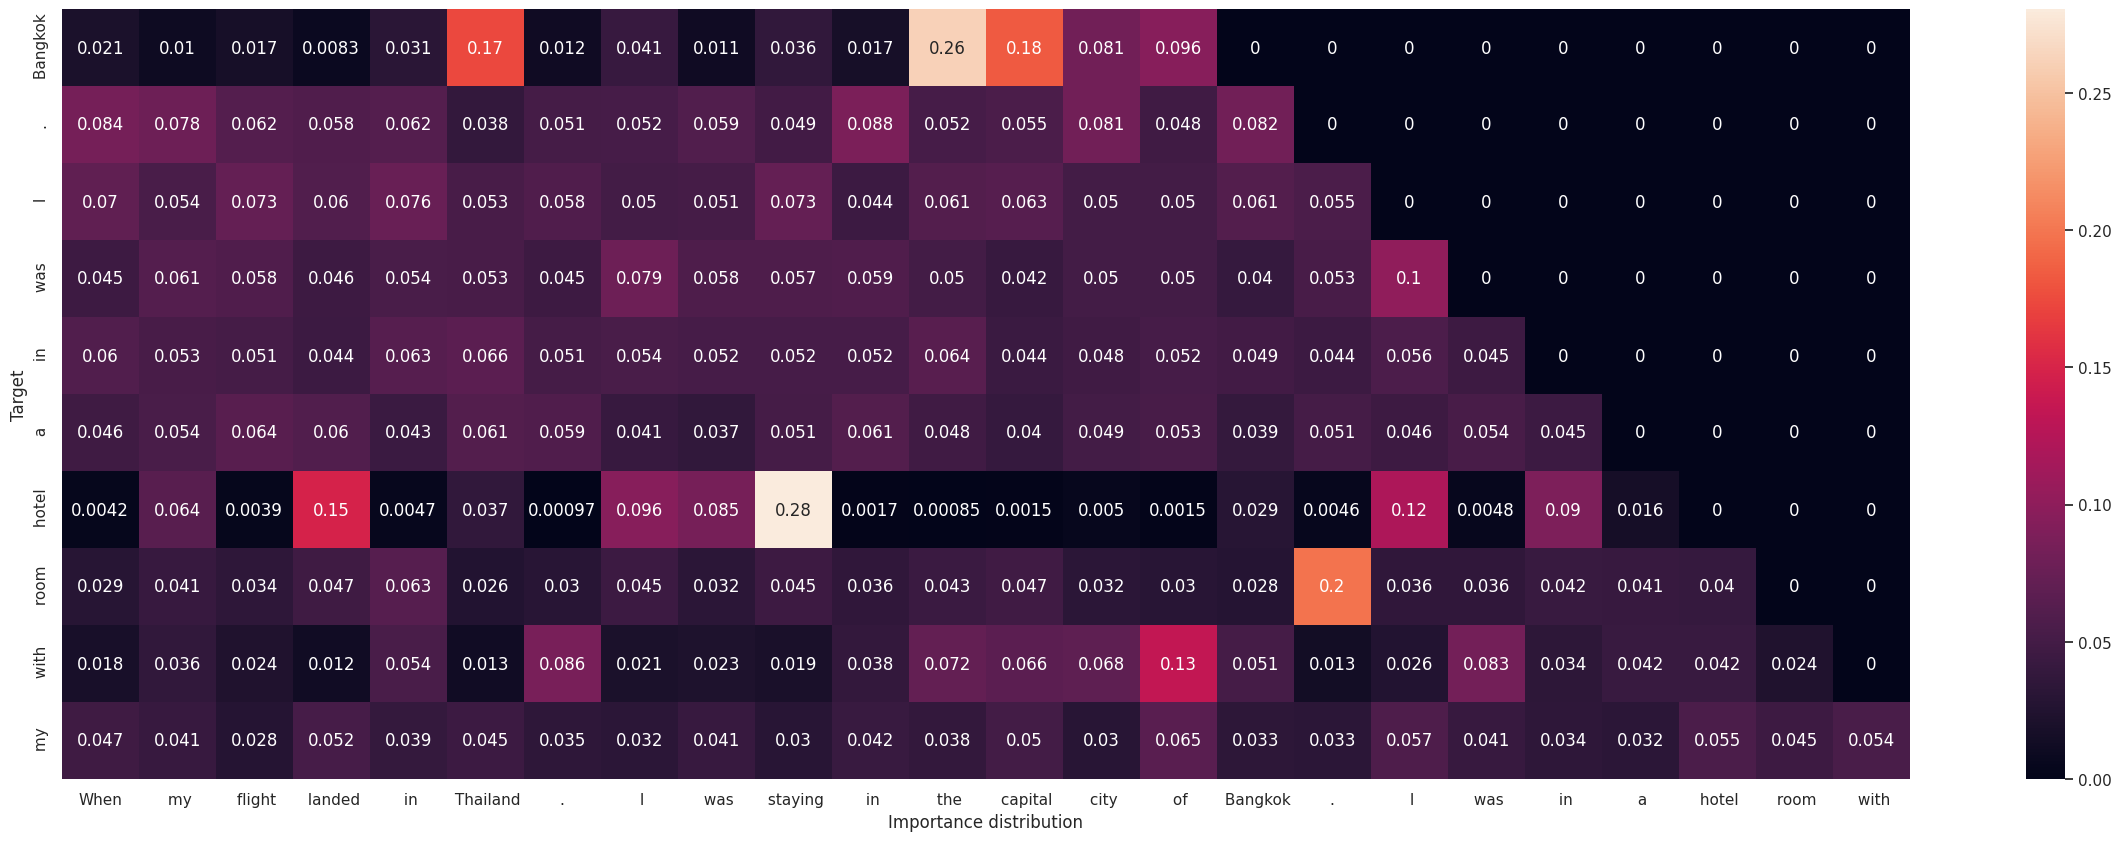 Bangkok 0.021 0.01 0.017 0.0083 0.031 0.17 0.012 0.041 0.011 0.036 0.017 0.26 0.18 0.081 0.096 0 0 0 0 0 0 0 0 0
. 0.084 0.078 0.062 0.058 0.062 0.038 0.051 0.052 0.059 0.049 0.088 0.052 0.055 0.081 0.048 0.082 0 0 0 0 0 0 0 0
I 0.07 0.054 0.073 0.06 0.076 0.053 0.058 0.05 0.051 0.073 0.044 0.061 0.063 0.05 0.05 0.061 0.055 0 0 0 0 0 0 0
was 0.045 0.061 0.058 0.046 0.054 0.053 0.045 0.079 0.058 0.057 0.059 0.05 0.042 0.05 0.05 0.04 0.053 0.1 0 0 0 0 0 0
in 0.06 0.053 0.051 0.044 0.063 0.066 0.051 0.054 0.052 0.052 0.052 0.064 0.044 0.048 0.052 0.049 0.044 0.056 0.045 0 0 0 0 0
a 0.046 0.054 0.064 0.06 0.043 0.061 0.059 0.041 0.037 0.051 0.061 0.048 0.04 0.049 0.053 0.039 0.051 0.046 0.054 0.045 0 0 0 0
hotel 0.0042 0.064 0.0039 0.15 0.0047 0.037 0.00097 0.096 0.085 0.28 0.0017 0.00085 0.0015 0.005 0.0015 0.029 0.0046 0.12 0.0048 0.09 0.016 0 0 0
room 0.029 0.041 0.034 0.047 0.063 0.026 0.03 0.045 0.032 0.045 0.036 0.043 0.047 0.032 0.03 0.028 0.2 0.036 0.036 0.042 0.041 0.04 0 0
with 0.018 0.036 0.024 0.012 0.054 0.013 0.086 0.021 0.023 0.019 0.038 0.072 0.066 0.068 0.13 0.051 0.013 0.026 0.083 0.034 0.042 0.042 0.024 0
my 0.047 0.041 0.028 0.052 0.039 0.045 0.035 0.032 0.041 0.03 0.042 0.038 0.05 0.03 0.065 0.033 0.033 0.057 0.041 0.034 0.032 0.055 0.045 0.054
Target
When my flight landed in Thailand . I was staying in the capital city of Bangkok . I was in a hotel room with
Importance distribution
0.25
0.20
0.15
0.10
0.05
0.00